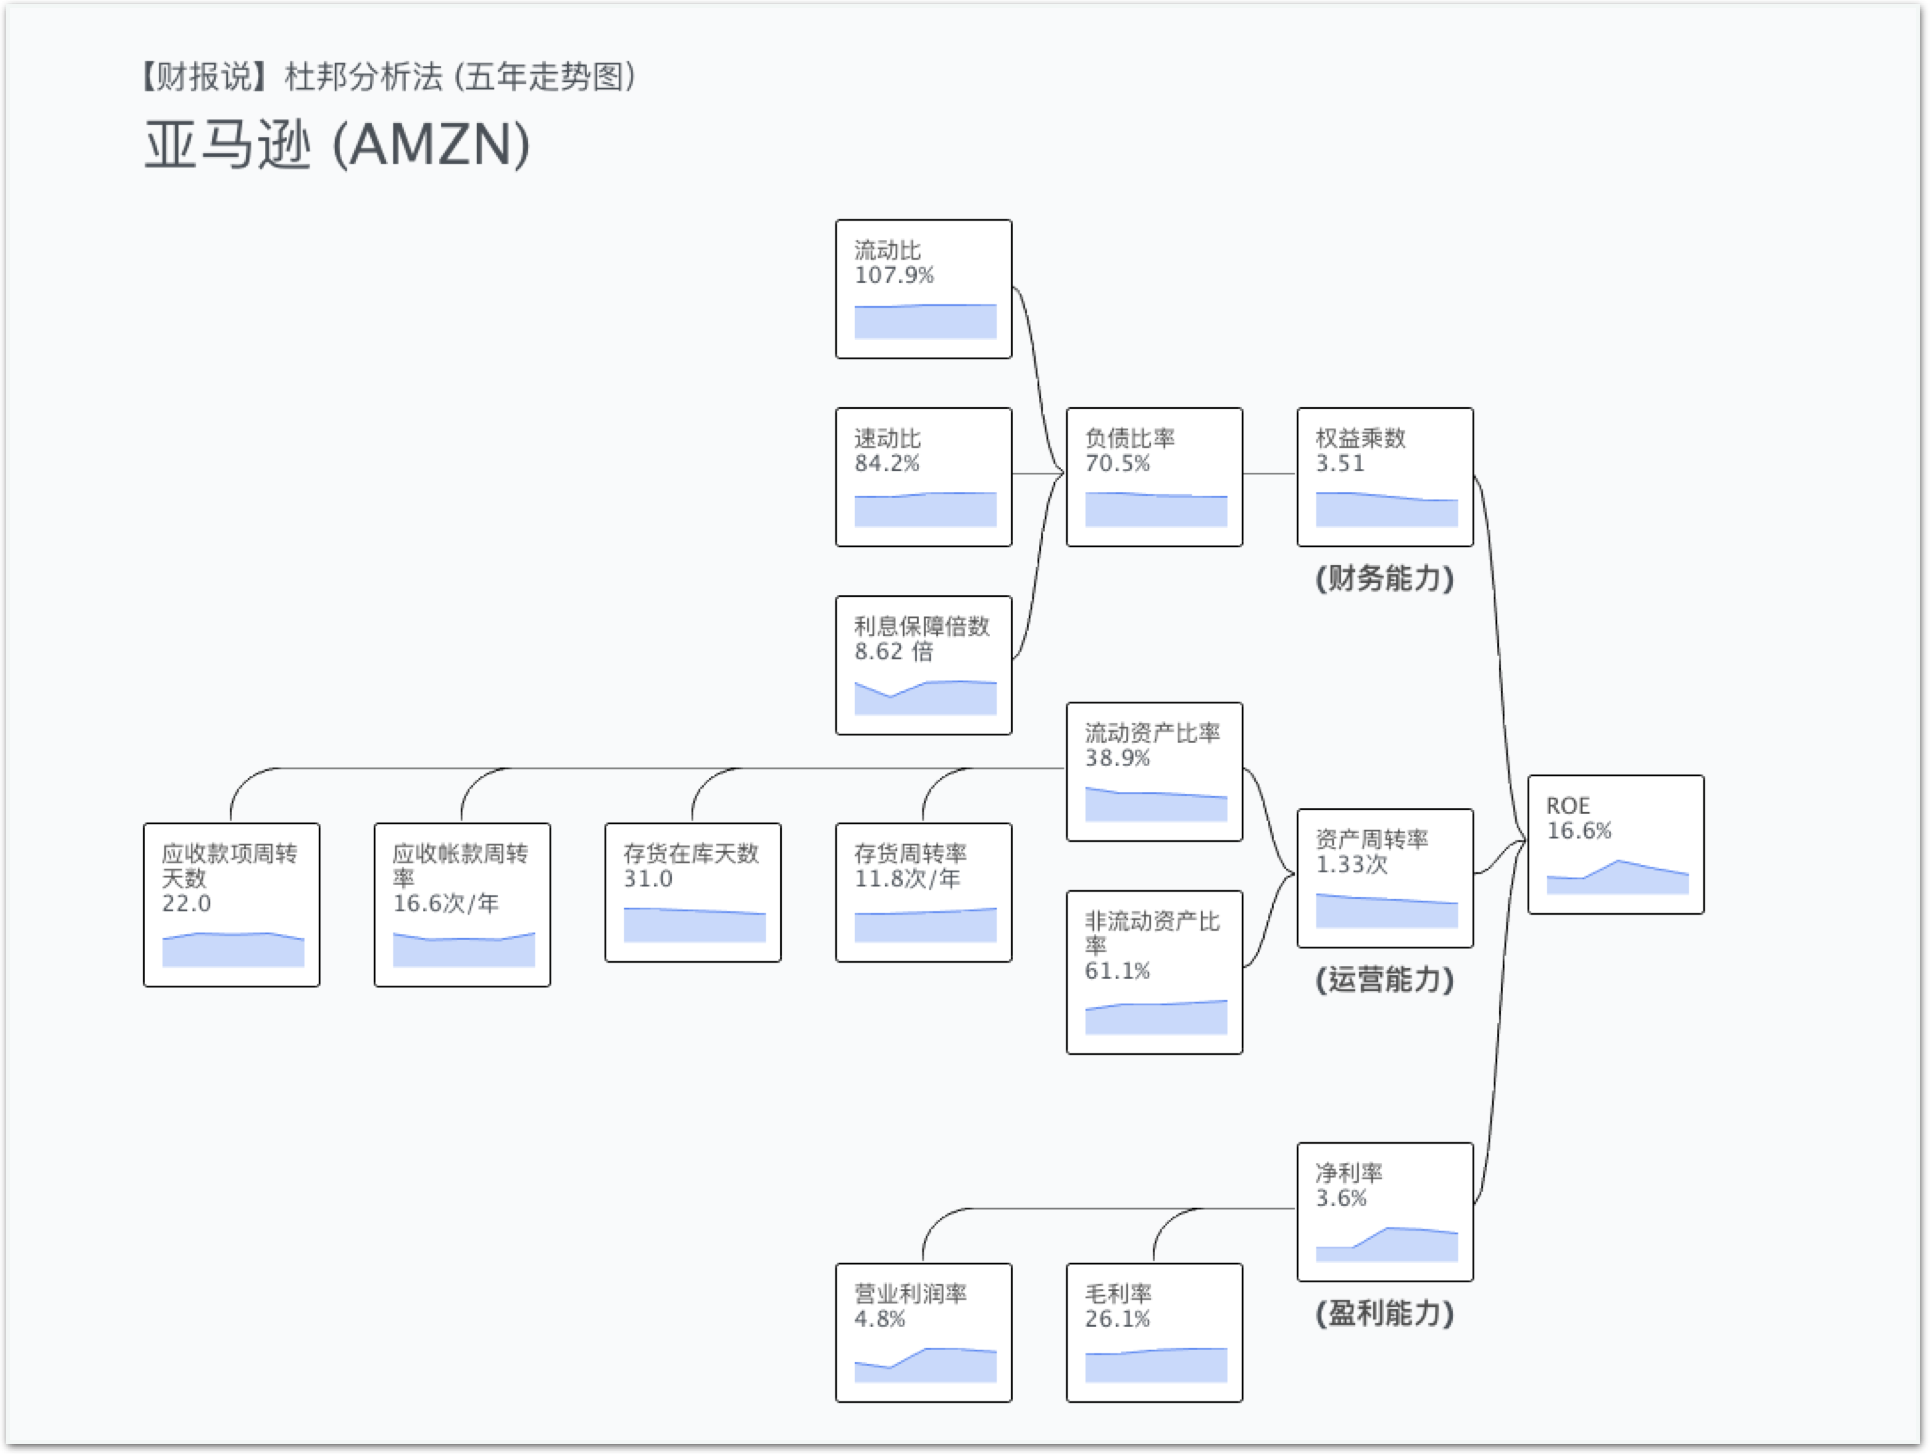 【财报说】杜邦分析法 (五年走势图)
亚马逊 (AMZN)
流动比
107.9%
速动比
84.2%
负债比率
70.5%
权益乘数
3.51
(财务能力)
利息保障倍数
8.62 倍
流动资产比率
38.9%
应收款项周转
天数
22.0
应收帐款周转
率
16.6次/年
存货在库天数
31.0
存货周转率
11.8次/年
非流动资产比
率
61.1%
资产周转率
1.33次
(运营能力)
ROE
16.6%
净利率
3.6%
(盈利能力)
营业利润率
4.8%
毛利率
26.1%